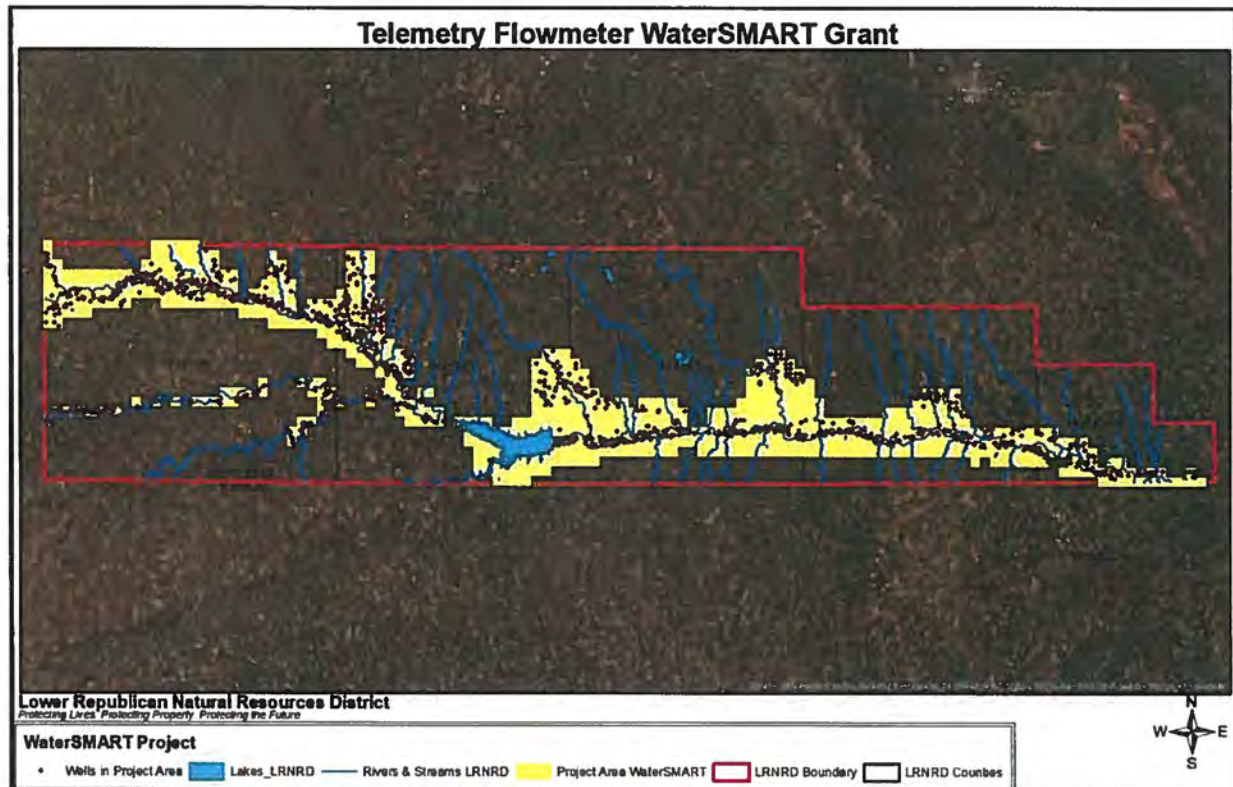 Telemetry Flowmeter WaterSMART Grant
Lower Republican Natural Resources District
Protecting Lives Protecting Property Protecting the Future
N
W E
S
WaterSMART Project
Wells in Project Area Lakes_LRNRD Rivers & Streams LRNRD Project Area WaterSMART LRNRD Boundary LRNRD Counties